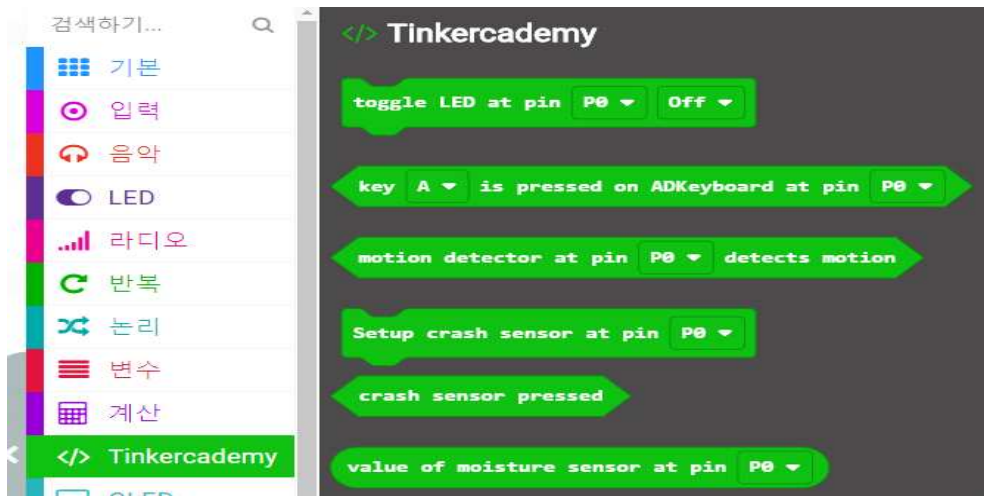 검색하기...
기본
입력
음악
LED
라디오
반복
논리
변수
계산
</> Tinkercademy
OLED
</> Tinkercademy
toggle LED at pin P0 Off
key A is pressed on ADKeyboard at pin P0
motion detector at pin P0 detects motion
Setup crash sensor at pin P0
crash sensor pressed
value of moisture sensor at pin P0